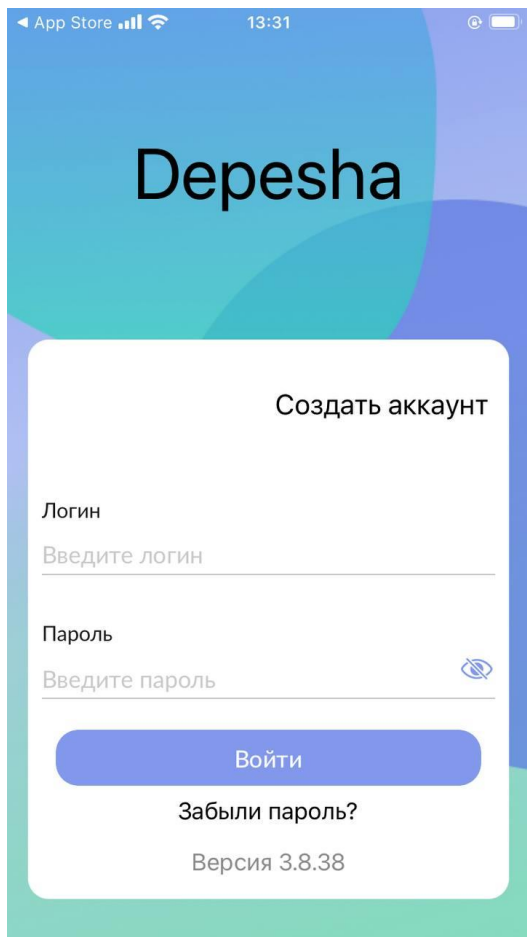 App Store 13:31
Depesha
Создать аккаунт
Логин
Введите логин
Пароль
Введите пароль
Войти
Забыли пароль?
Версия 3.8.38